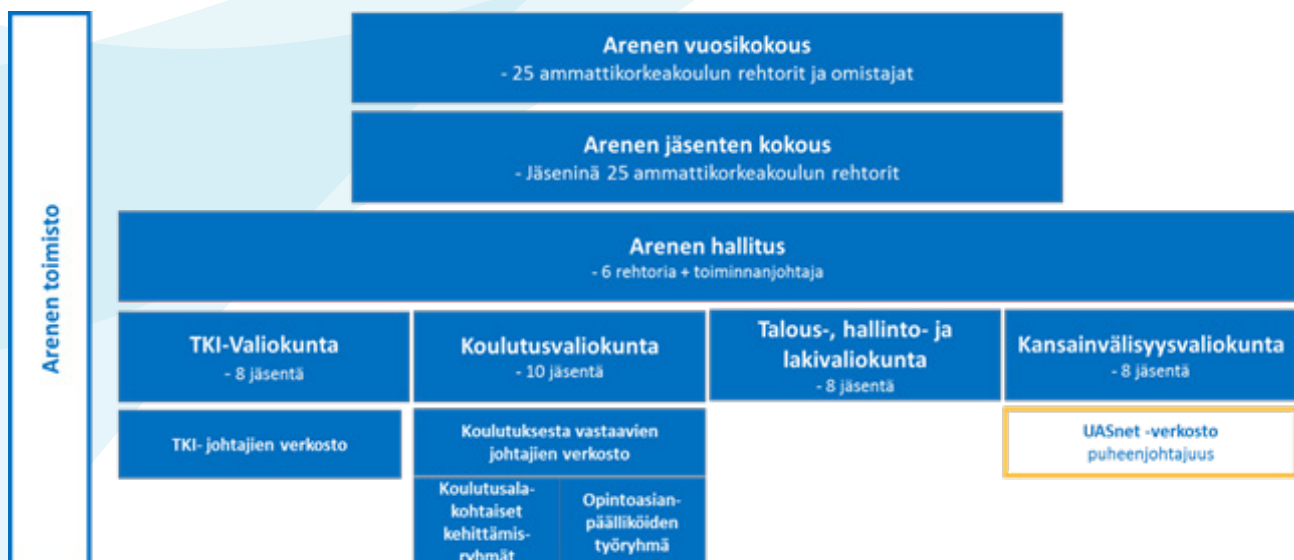 Arenen toimisto
Arenen vuosikokous
- 25 ammattikorkeakoulun rehtorit ja omistajat
Arenen jäsenten kokous
- Jäseninä 25 ammattikorkeakoulun rehtorit
Arenen hallitus
- 6 rehtoria + toiminnanjohtaja
TKI-Valiokunta
- 8 jäsentä
Koulutusvaliokunta
- 10 jäsentä
Talous-, hallinto- ja
lakivaliokunta
- 8 jäsentä
Kansainvälisyysvaliokunta
- 8 jäsentä
TKI- johtajien verkosto
Koulutuksesta vastaavien
johtajien verkosto
UASnet -verkosto
puheenjohtajuus
Koulutusala-
kohtaiset
kehittämis-
ryhmät
Opintoasian-
päälliköiden
työryhmä